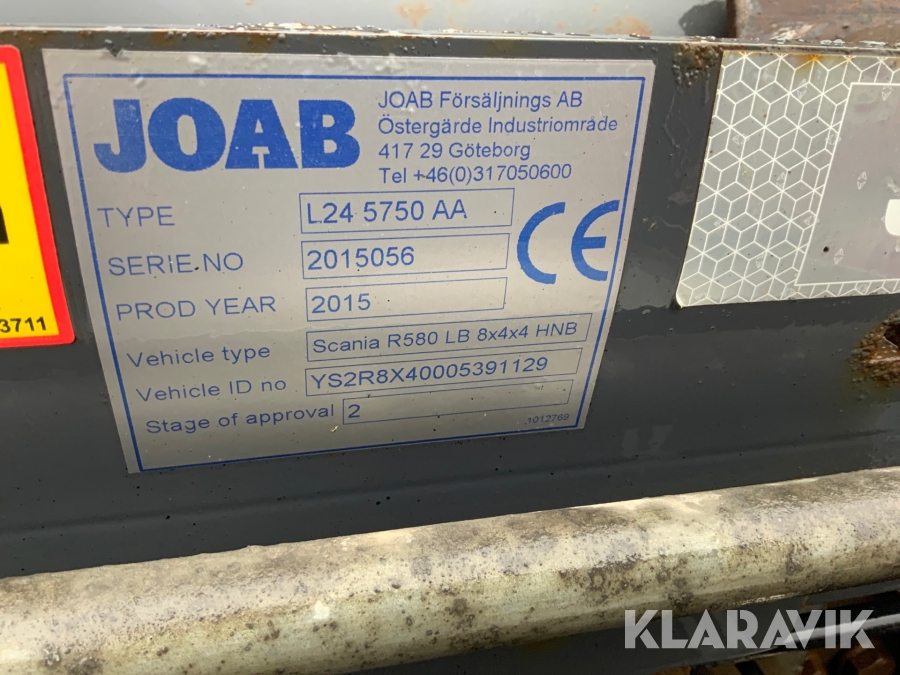 JOAB
JOAB Försäljnings AB
Östergärde Industriområde
417 29 Göteborg
Tel +46(0)317050600
TYPE L24 5750 AA
SERIE.NO 2015056
PROD YEAR 2015
CE
Vehicle type Scania R580 LB 8x4x4 HNB
Vehicle ID no YS2R8X40005391129
Stage of approval 2
1012769
3711
KLARAVIK